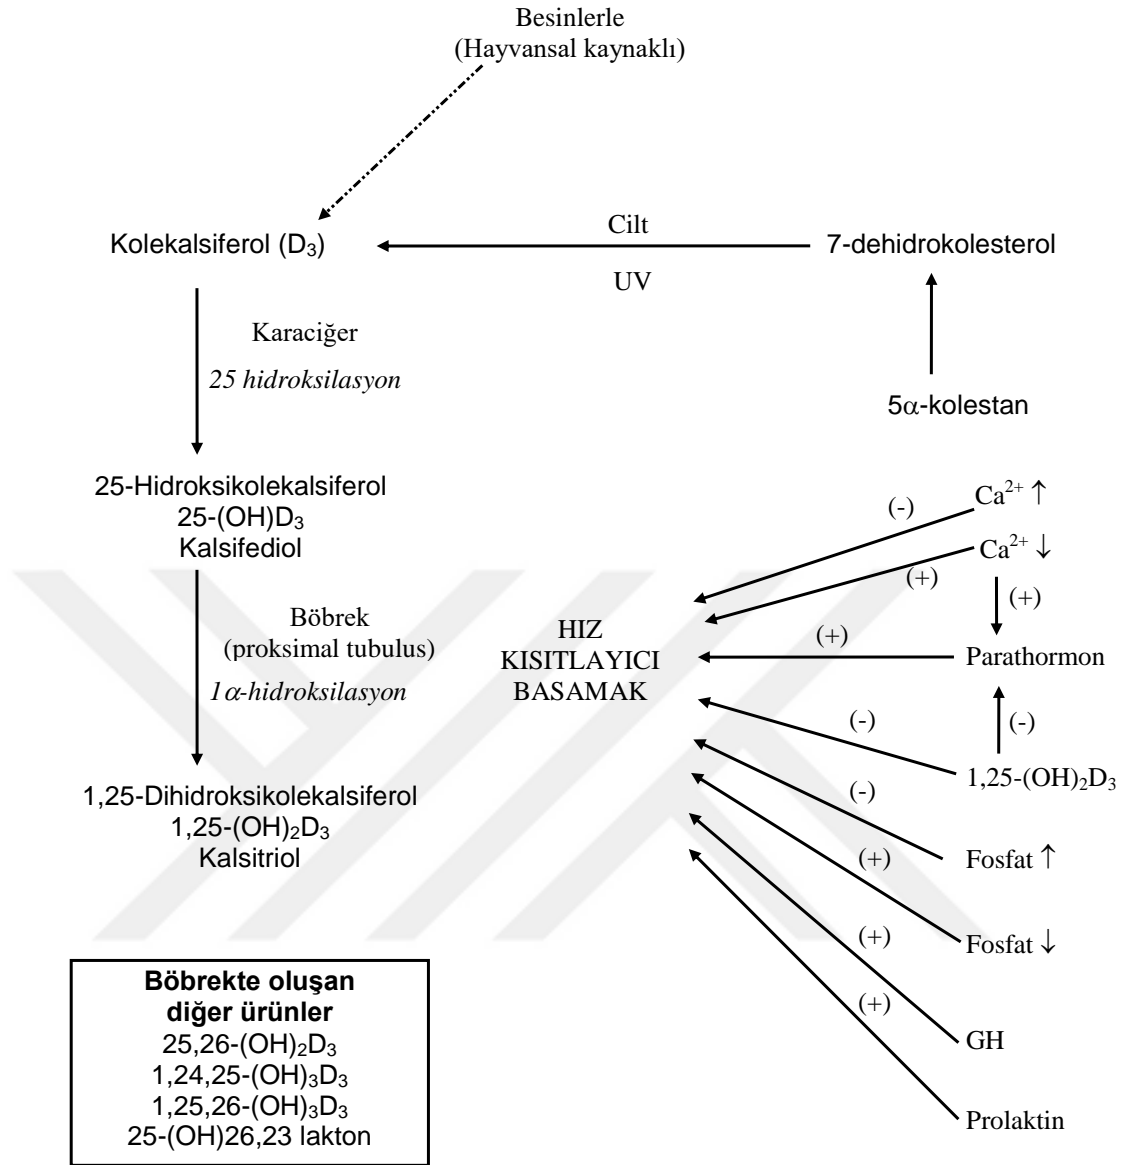 Besinlerle
(Hayvansal kaynaklı)
Kolekalsiferol (D₃)
Cilt
UV
7-dehidrokolesterol
Karaciğer
25 hidroksilasyon
5α-kolestan
25-Hidroksikolekalsiferol
25-(OH)D₃
Kalsifediol
Böbrek
(proksimal tubulus)
1α-hidroksilasyon
1,25-Dihidroksikolekalsiferol
1,25-(OH)₂D₃
Kalsitriol
HIZ
KISITLAYICI
BASAMAK
(-)
Ca²⁺ ↑
(+)
Ca²⁺ ↓
(+)
(+)
Parathormon
(-)
(-)
1,25-(OH)₂D₃
(-)
Fosfat ↑
(+)
Fosfat ↓
(+)
GH
(+)
Prolaktin
Böbrekte oluşan
diğer ürünler
25,26-(OH)₂D₃
1,24,25-(OH)₃D₃
1,25,26-(OH)₃D₃
25-(OH)26,23 lakton